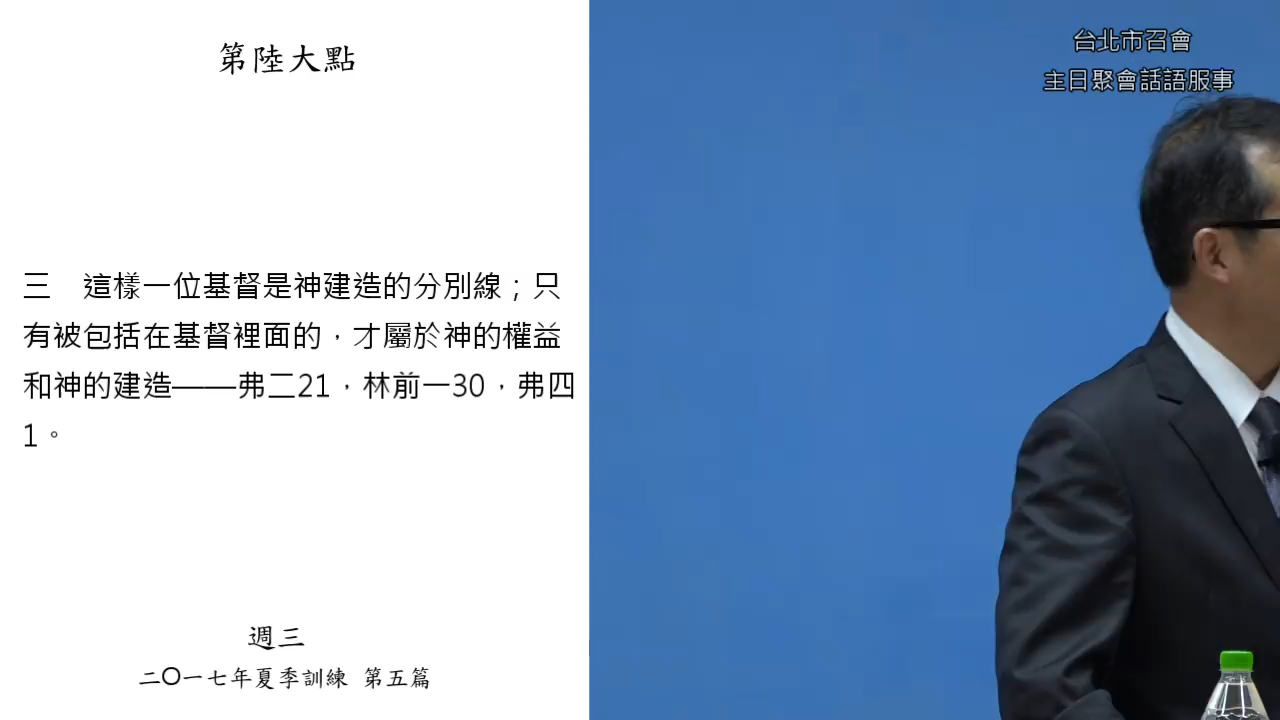 第陸大點
三　這樣一位基督是神建造的分別線；只
有被包括在基督裡面的，才屬於神的權益
和神的建造——弗二21，林前一30，弗四
1。
週三
二〇一七年夏季訓練 第五篇
台北市召會
主日聚會話語服事